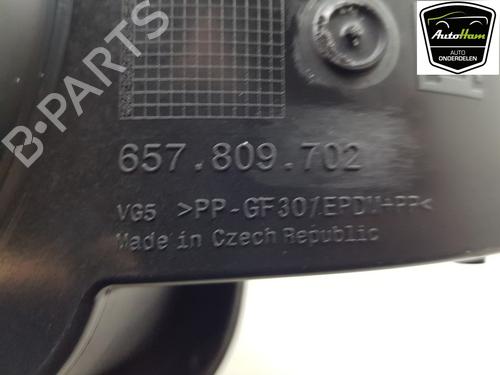 AutoHam
AUTO
ONDERDELEN
B-PARTS
657.809.702
VG5 >PP-GF30/EPDM+PP<
Made in Czech Republic